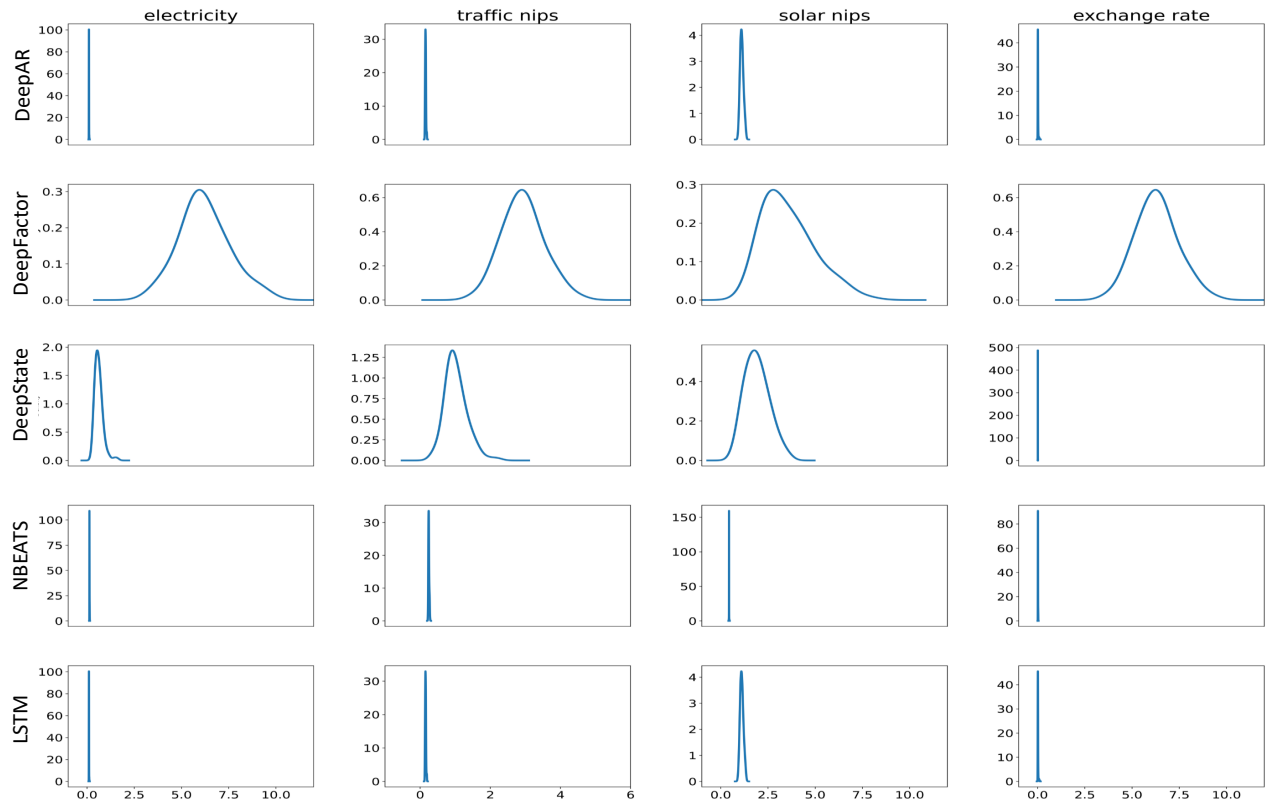 electricity traffic nips solar nips exchange rate
DeepAR
100 80 60 40 20 0
30 20 10 0
4 3 2 1 0
40 30 20 10 0
DeepFactor
0.3 0.2 0.1 0.0
0.6 0.4 0.2 0.0
0.3 0.2 0.1 0.0
0.6 0.4 0.2 0.0
DeepState
2.0 1.5 1.0 0.5 0.0
1.25 1.00 0.75 0.50 0.25 0.00
0.4 0.2 0.0
500 400 300 200 100 0
NBEATS
100 75 50 25 0
30 20 10 0
150 100 50 0
80 60 40 20 0
LSTM
100 80 60 40 20 0
30 20 10 0
4 3 2 1 0
40 30 20 10 0
0.0 2.5 5.0 7.5 10.0
0 2 4 6
0.0 2.5 5.0 7.5 10.0
0.0 2.5 5.0 7.5 10.0